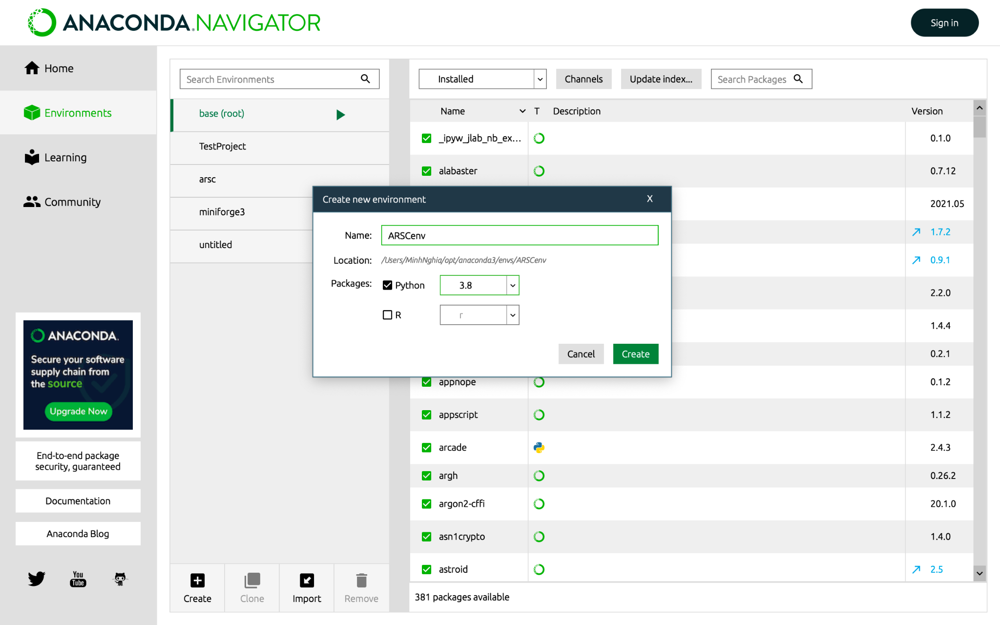 ANACONDA.NAVIGATOR
Sign in
Home
Environments
Learning
Community
ANACONDA.
Secure your software
supply chain from
the source
Upgrade Now
End-to-end package
security, guaranteed
Documentation
Anaconda Blog
You
Tube
Search Environments
base (root)
TestProject
arsc
miniforge3
untitled
Create
Clone
Import
Remove
Installed
Channels
Update index...
Search Packages
Name T Description Version
_ipyw_jlab_nb_ex... 0.1.0
alabaster 0.7.12
2021.05
1.7.2
0.9.1
2.2.0
1.4.4
0.2.1
appnope 0.1.2
appscript 1.1.2
arcade 2.4.3
argh 0.26.2
argon2-cffi 20.1.0
asn1crypto 1.4.0
astroid 2.5
381 packages available
Create new environment X
Name: ARSCenv
Location: /Users/MinhNghia/opt/anaconda3/envs/ARSCenv
Packages: Python 3.8
R r
Cancel Create